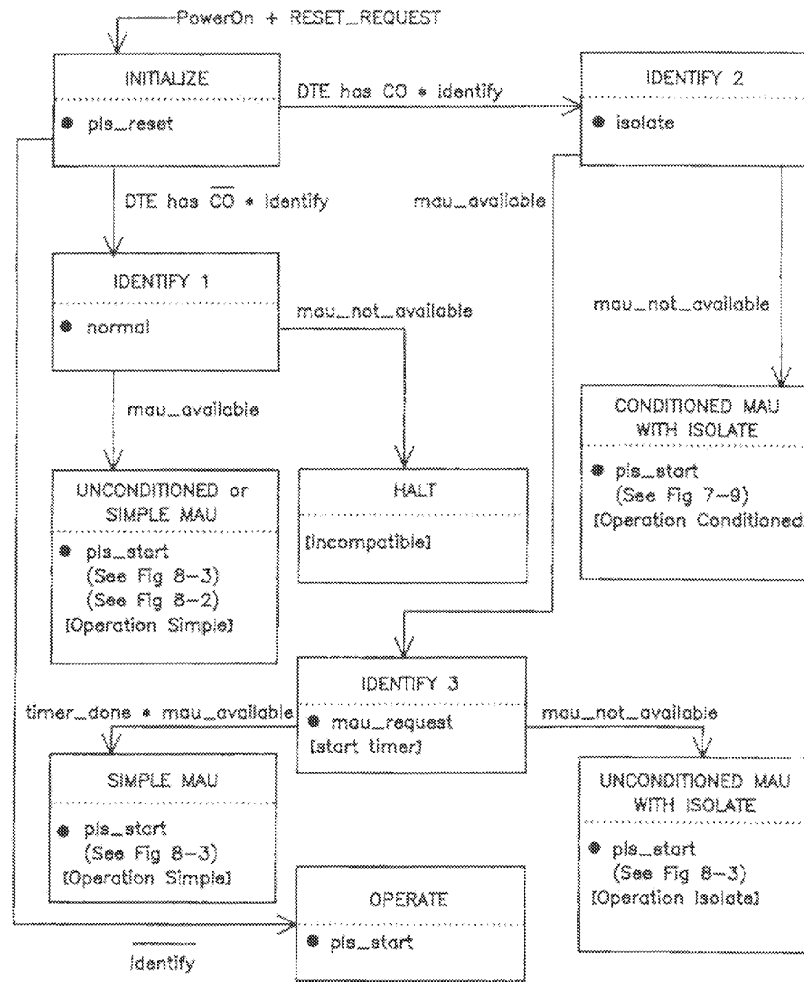 PowerOn + RESET_REQUEST
INITIALIZE
● pls_reset
DTE has CO * identify
IDENTIFY 2
● isolate
DTE has C̅O̅ * identify
mau_available
mau_not_available
IDENTIFY 1
● normal
mau_not_available
mau_available
CONDITIONED MAU
WITH ISOLATE
● pls_start
(See Fig 7-9)
[Operation Conditioned]
UNCONDITIONED or
SIMPLE MAU
● pls_start
(See Fig 8-3)
(See Fig 8-2)
[Operation Simple]
HALT
[incompatible]
IDENTIFY 3
● mau_request
[start timer]
timer_done * mau_available
mau_not_available
SIMPLE MAU
● pls_start
(See Fig 8-3)
[Operation Simple]
UNCONDITIONED MAU
WITH ISOLATE
● pls_start
(See Fig 8-3)
[Operation Isolate]
OPERATE
● pls_start
i̅d̅e̅n̅t̅i̅f̅y̅